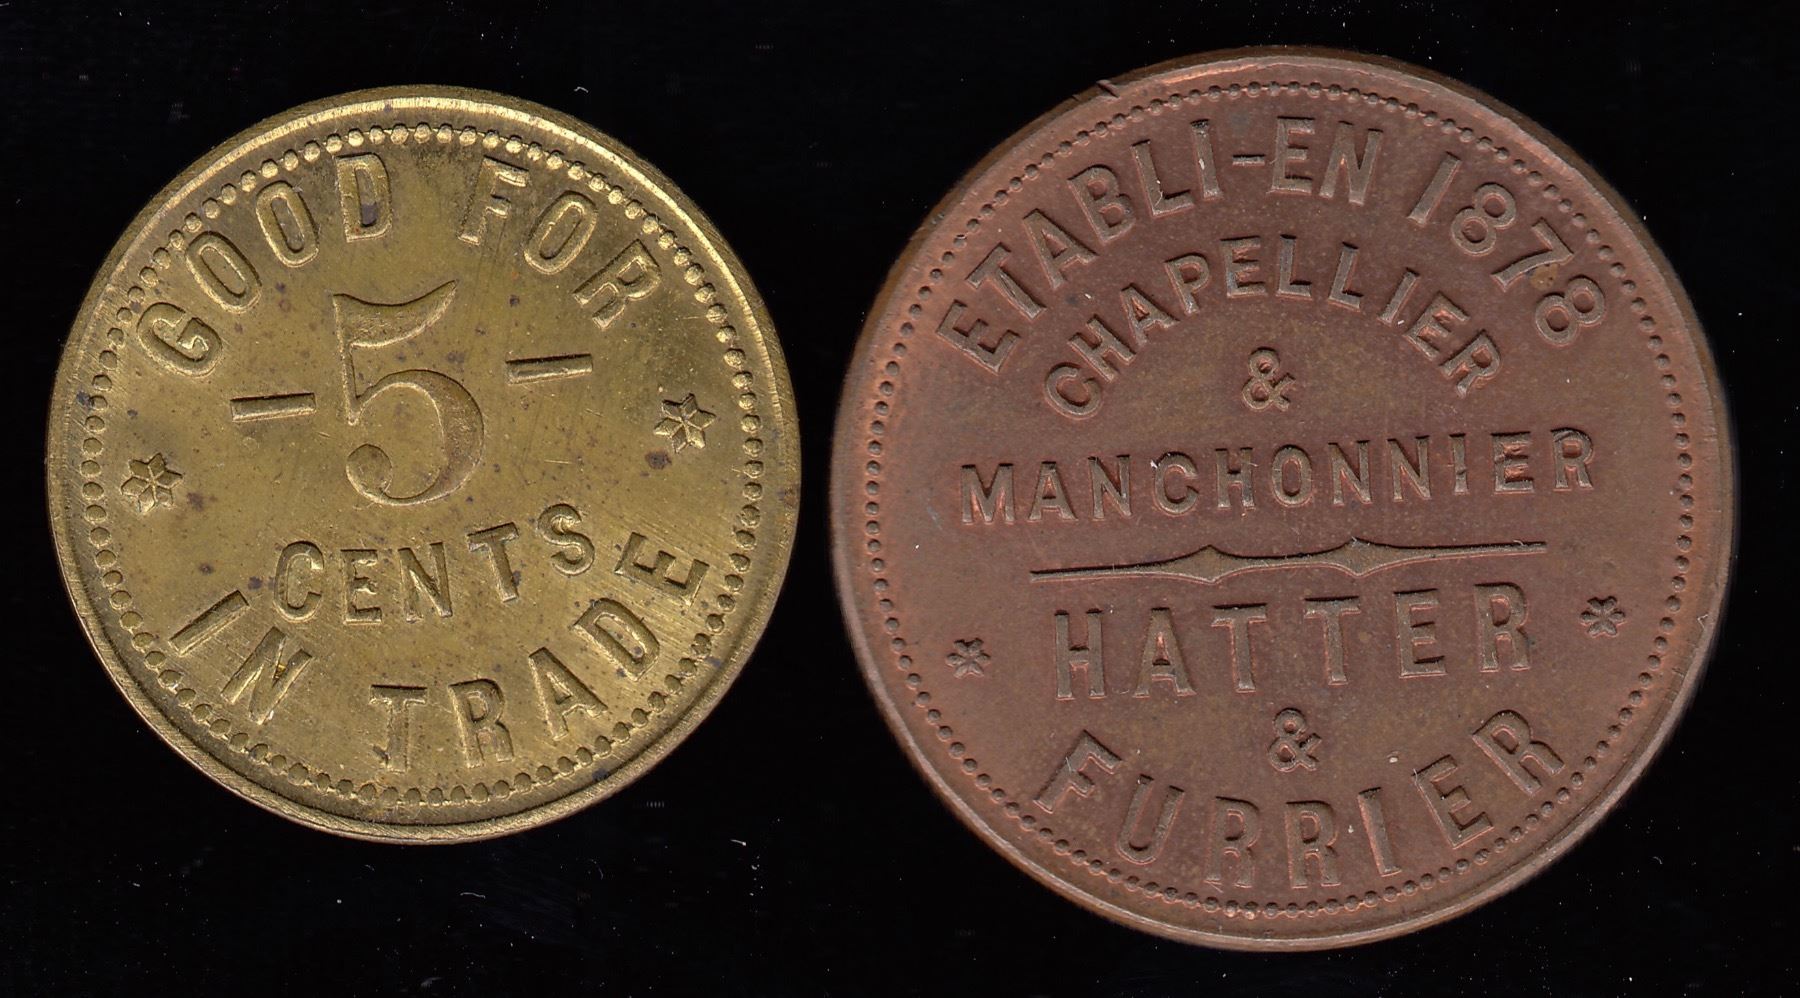 GOOD FOR
-5-
CENTS
IN TRADE
ETABLI-EN 1878
CHAPELLIER
&
MANCHONNIER
HATTER
&
FURRIER